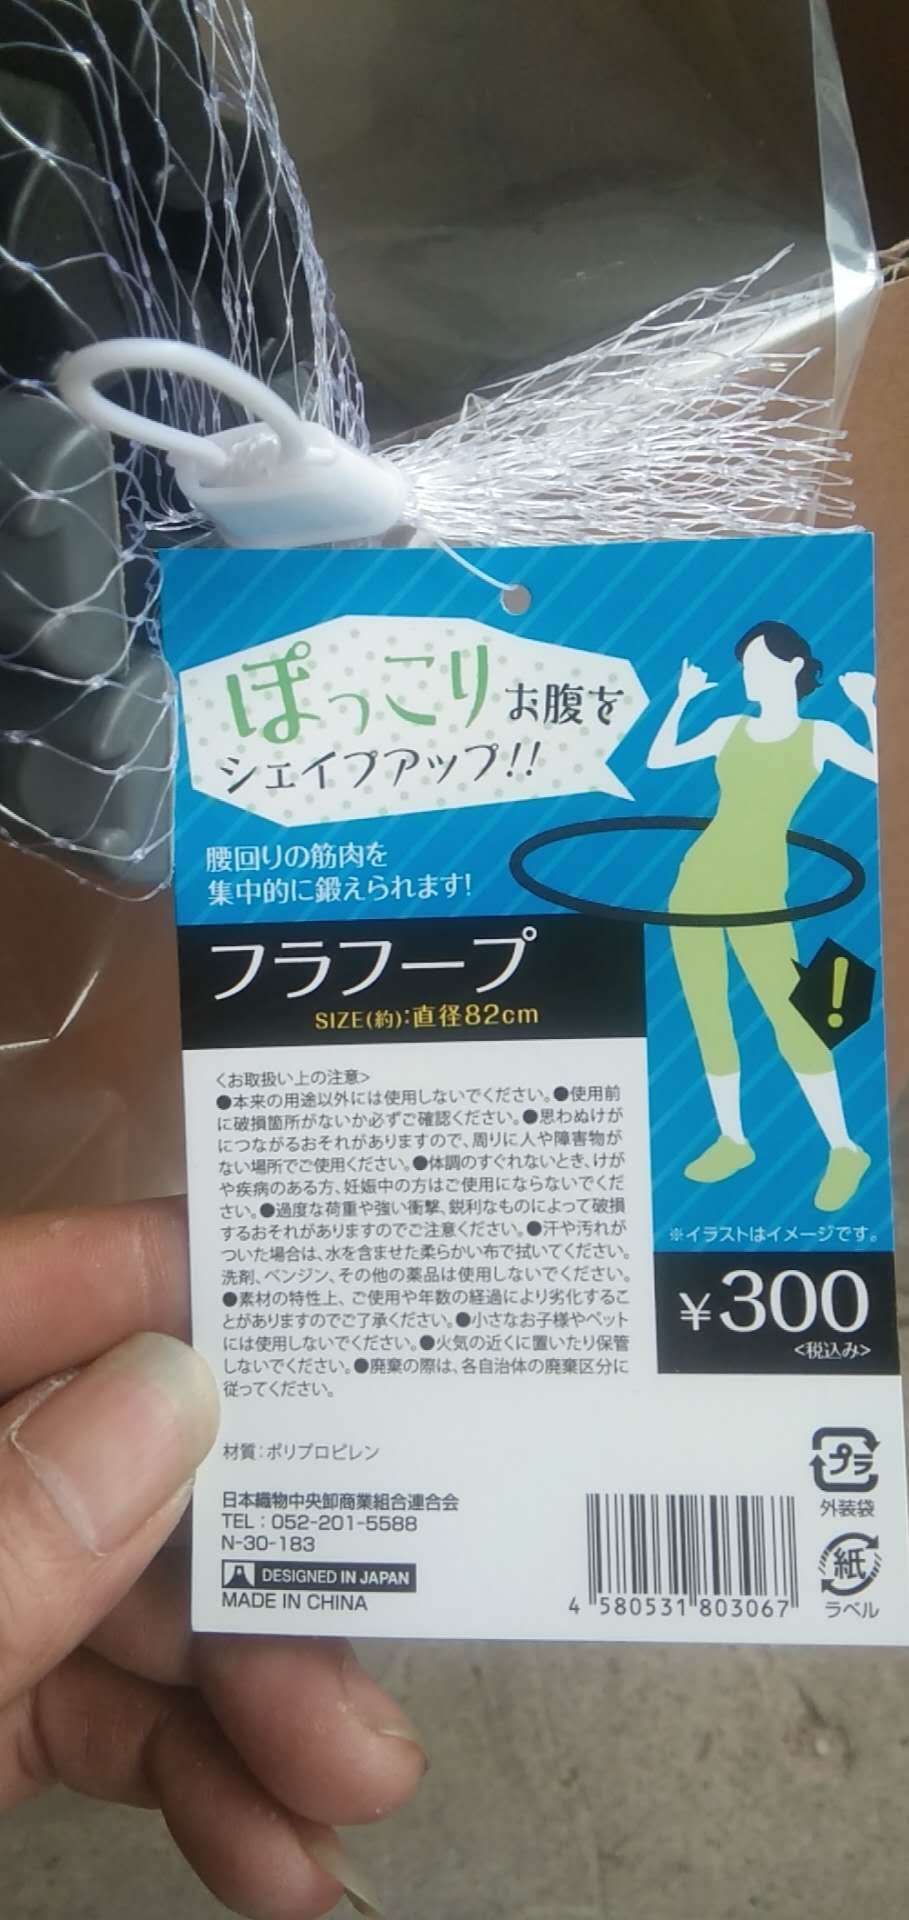 ぽっこりお腹を
シェイプアップ!!
腰回りの筋肉を
集中的に鍛えられます!
フラフープ
SIZE(約):直径82cm
!
<お取扱い上の注意>
●本来の用途以外には使用しないでください。●使用前
に破損箇所がないか必ずご確認ください。●思わぬけが
につながるおそれがありますので、周りに人や障害物が
ない場所でご使用ください。●体調のすぐれないとき、けが
や疾病のある方、妊娠中の方はご使用にならないでくだ
さい。●過度な荷重や強い衝撃、鋭利なものによって破損
するおそれがありますのでご注意ください。●汗や汚れが
ついた場合は、水を含ませた柔らかい布で拭いてください。
洗剤、ベンジン、その他の薬品は使用しないでください。
●素材の特性上、ご使用や年数の経過により劣化するこ
とがありますのでご了承ください。●小さなお子様やペット
には使用しないでください。●火気の近くに置いたり保管
しないでください。●廃棄の際は、各自治体の廃棄区分に
従ってください。
※イラストはイメージです。
¥300
<税込み>
材質:ポリプロピレン
日本織物中央卸商業組合連合会
TEL:052-201-5588
N-30-183
DESIGNED IN JAPAN
MADE IN CHINA
4 580531 803067
プラ
外装袋
紙
ラベル